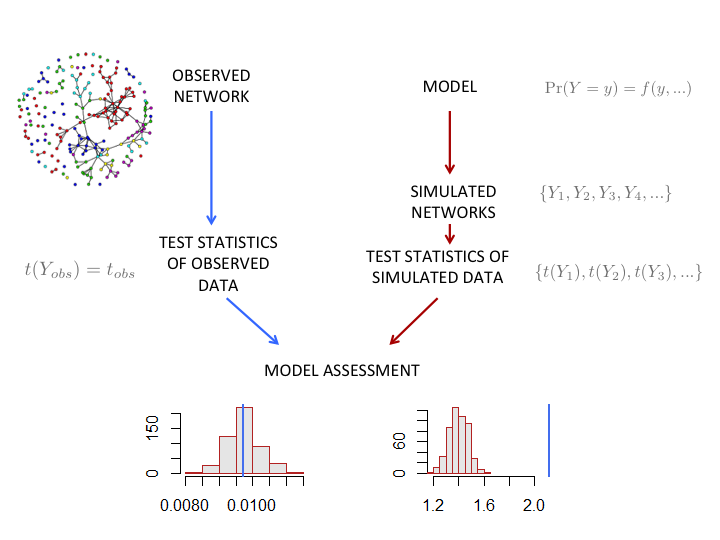 OBSERVED
NETWORK
MODEL
Pr(Y = y) = f(y, ...)
SIMULATED
NETWORKS
{Y₁, Y₂, Y₃, Y₄, ...}
TEST STATISTICS
OF OBSERVED
DATA
t(Y_obs) = t_obs
TEST STATISTICS OF
SIMULATED DATA
{t(Y₁), t(Y₂), t(Y₃), ...}
MODEL ASSESSMENT
150
0
0.0080 0.0100
60
0
1.2 1.6 2.0